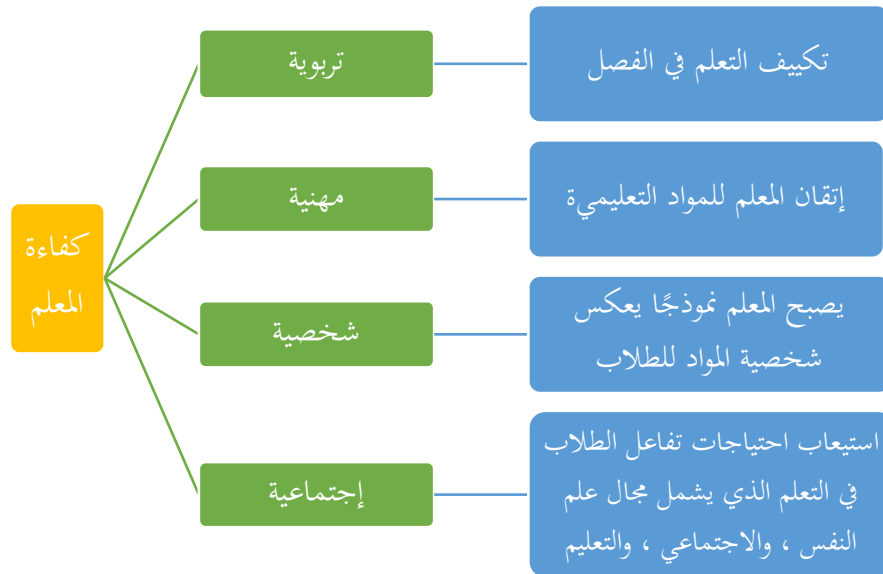 كفاءة
المعلم
تربوية
تكييف التعلم في الفصل
مهنية
إتقان المعلم للمواد التعليميةة
شخصية
يصبح المعلم نموذجًا يعكس
شخصية المواد للطلاب
إجتماعية
استيعاب احتياجات تفاعل الطلاب
في التعلم الذي يشمل مجال علم
النفس ، والاجتماعي ، والتعليم